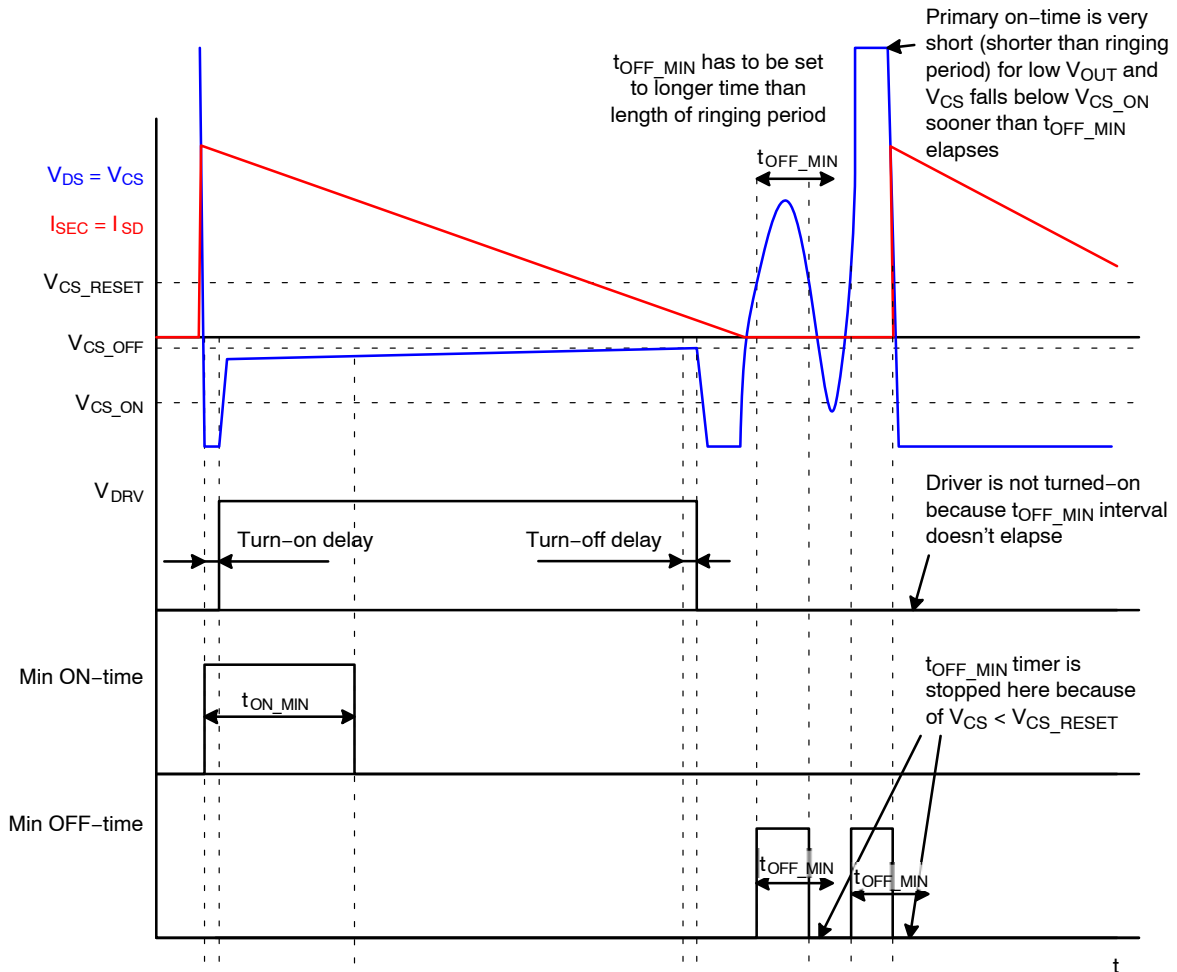 Primary on−time is very
short (shorter than ringing
period) for low VOUT and
VCS falls below VCS_ON
sooner than tOFF_MIN
elapses
tOFF_MIN has to be set
to longer time than
length of ringing period
tOFF_MIN
VDS = VCS
ISEC = ISD
VCS_RESET
VCS_OFF
VCS_ON
VDRV
Turn−on delay
Turn−off delay
Driver is not turned−on
because tOFF_MIN interval
doesn't elapse
Min ON−time
tON_MIN
tOFF_MIN timer is
stopped here because
of VCS < VCS_RESET
Min OFF−time
tOFF_MIN
tOFF_MIN
t